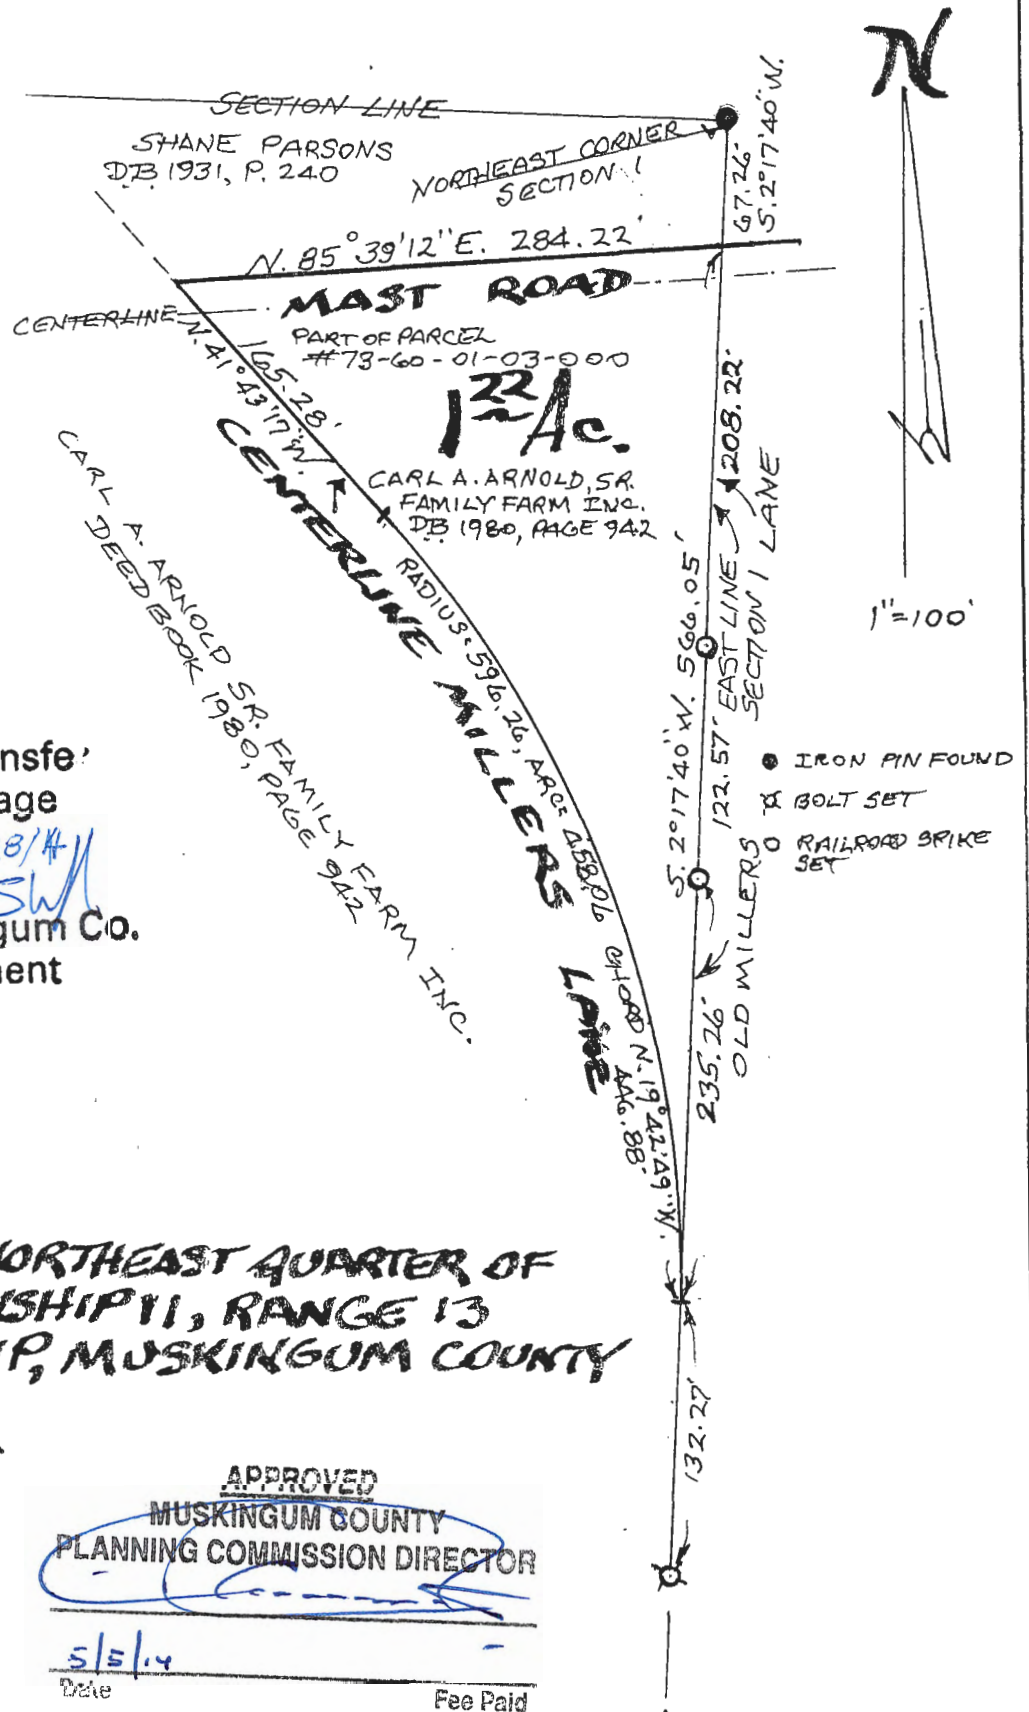 N
SECTION LINE
SHANE PARSONS
D.B. 1931, P. 240
NORTHEAST CORNER
SECTION 1
67.26'
S. 2°17'40" W.
N. 85°39'12" E. 284.22'
MAST ROAD
CENTERLINE
PART OF PARCEL
#73-60-01-03-000
1 22 Ac.
N. 41°43'17" W.
165.28'
CARL A. ARNOLD, SR.
FAMILY FARM INC.
DB 1980, PAGE 942
CENTERLINE MILLERS LANE
CARL A. ARNOLD SR. FAMILY FARM INC.
DEED BOOK 1980, PAGE 942
RADIUS= 596.26, ARC= 458.06 CHORD N. 19°42'49" W.
446.88'
S. 2°17'40" W. 566.05'
208.22'
122.57' EAST LINE
SECTION 1
OLD MILLERS LANE
235.26'
132.27'
1"=100'
IRON PIN FOUND
BOLT SET
RAILROAD SPIKE
SET
nsfe
age
8/14
gum Co.
ent
ORTHEAST QUARTER OF
SHIP 11, RANGE 13
P, MUSKINGUM COUNTY
APPROVED
MUSKINGUM COUNTY
PLANNING COMMISSION DIRECTOR
5/5/14
Date
Fee Paid